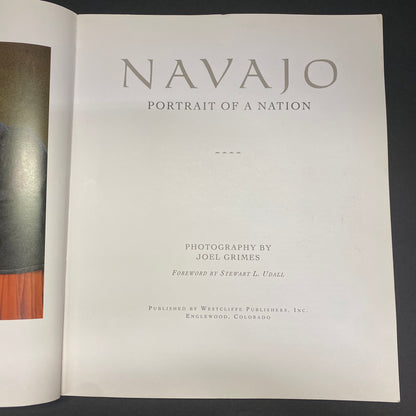 NAVAJO
PORTRAIT OF A NATION
PHOTOGRAPHY BY
JOEL GRIMES
FOREWORD BY STEWART L. UDALL
PUBLISHED BY WESTCLIFFE PUBLISHERS, INC.
ENGLEWOOD, COLORADO